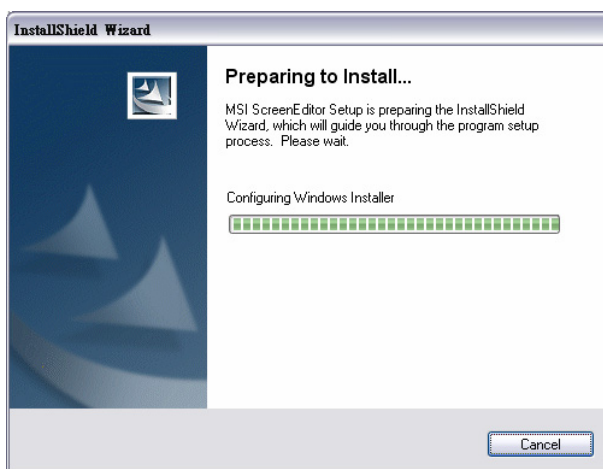 InstallShield Wizard
Preparing to Install...
MSI ScreenEditor Setup is preparing the InstallShield
Wizard, which will guide you through the program setup
process. Please wait.
Configuring Windows Installer
Cancel